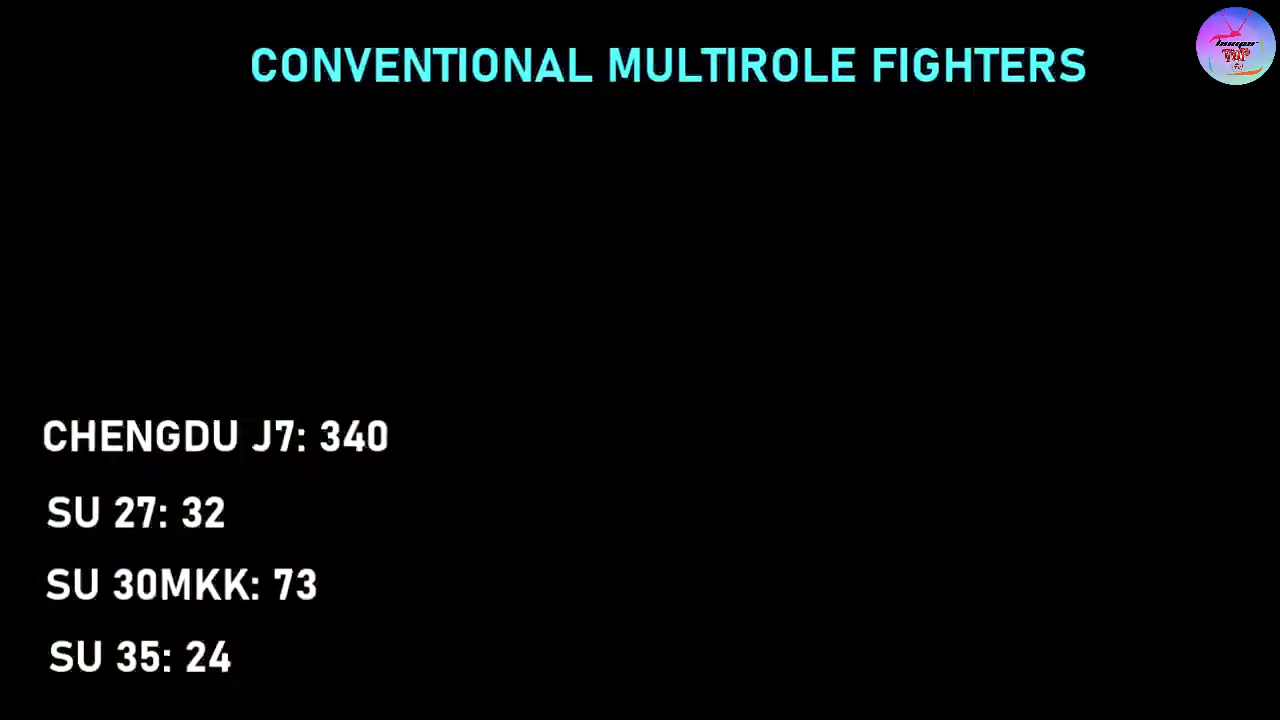 CONVENTIONAL MULTIROLE FIGHTERS
CHENGDU J7: 340
SU 27: 32
SU 30MKK: 73
SU 35: 24